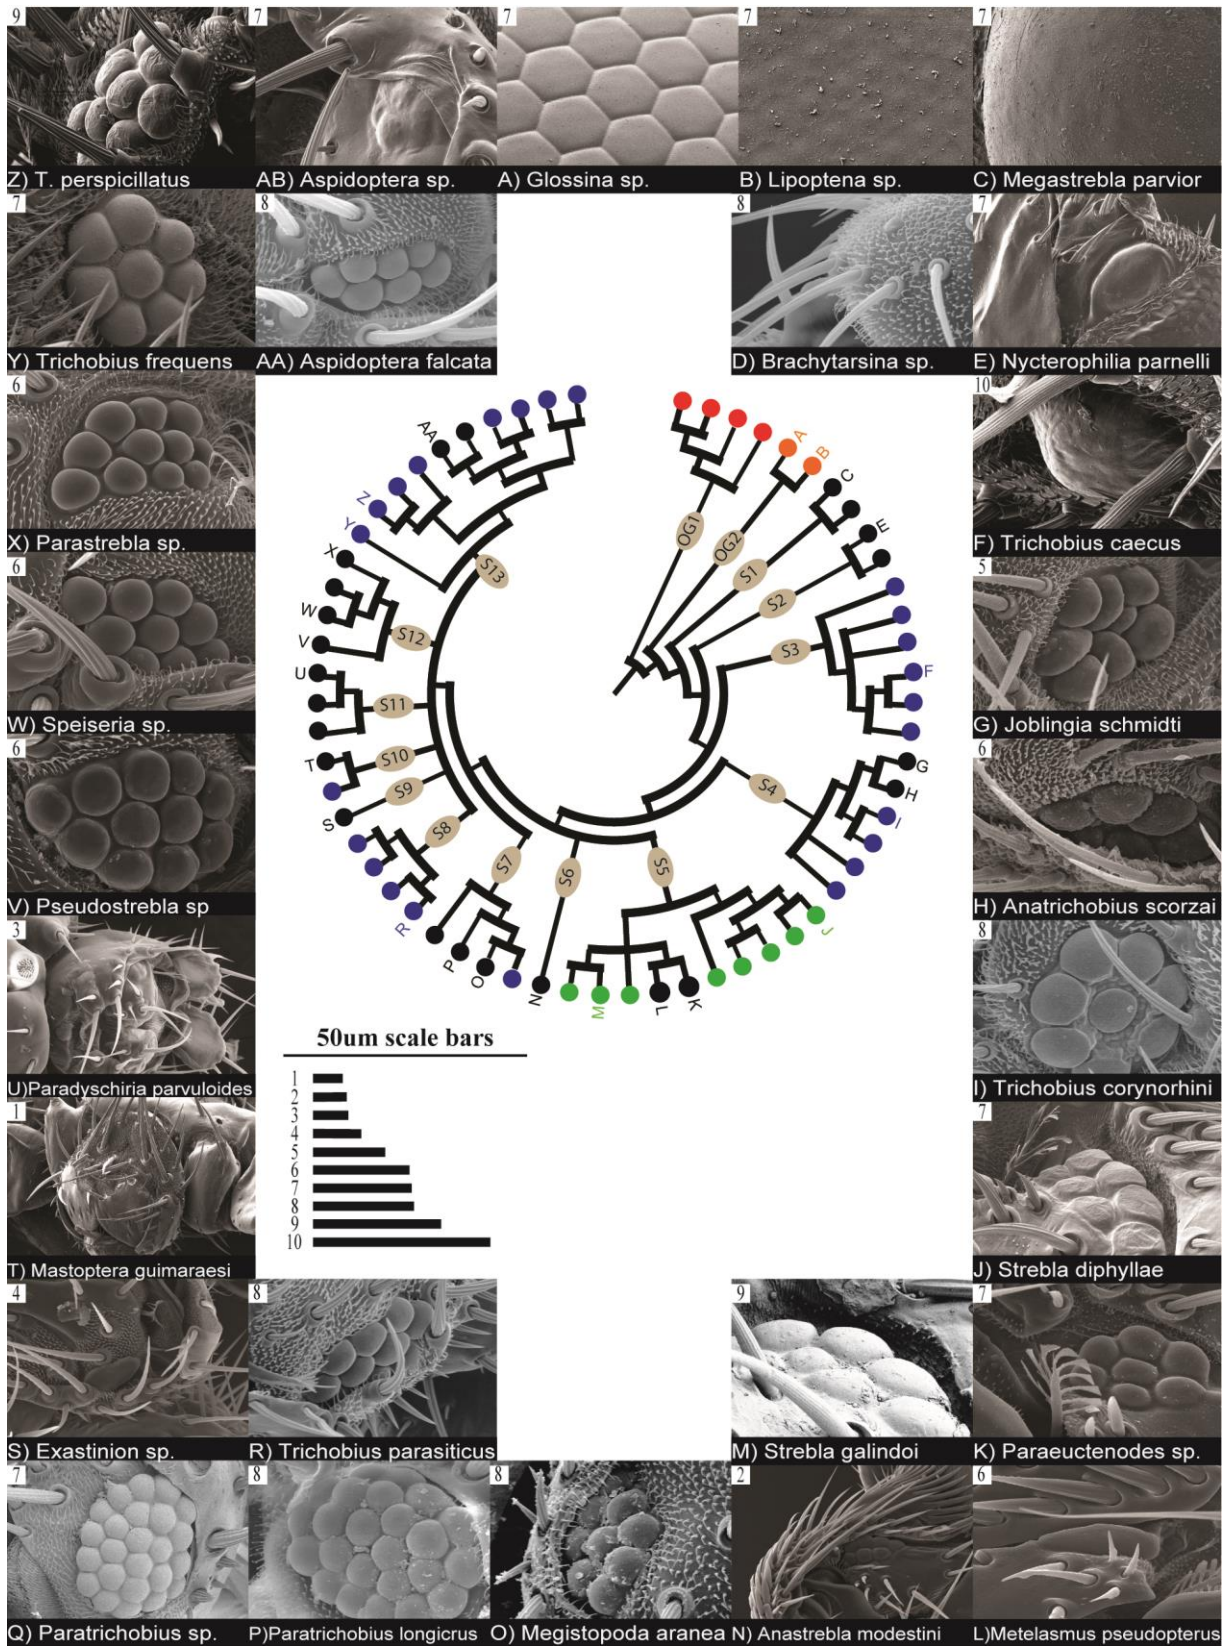 9
7
7
7
7
Z) T. perspicillatus
AB) Aspidoptera sp.
A) Glossina sp.
B) Lipoptena sp.
C) Megastrebla parvior
7
8
8
7
Y) Trichobius frequens
AA) Aspidoptera falcata
D) Brachytarsina sp.
E) Nycterophilia parnelli
6
10
X) Parastrebla sp.
F) Trichobius caecus
6
5
W) Speiseria sp.
G) Joblingia schmidti
6
6
V) Pseudostrebla sp
H) Anatrichobius scorzai
3
8
U)Paradyschiria parvuloides
I) Trichobius corynorhini
1
7
T) Mastoptera guimaraesi
J) Strebla diphyllae
AA
A
B
C
E
F
G
H
I
J
K
L
M
N
O
P
R
S
T
U
V
W
X
Y
Z
OG1
OG2
S1
S2
S3
S4
S5
S6
S7
S8
S9
S10
S11
S12
S13
50um scale bars
1
2
3
4
5
6
7
8
9
10
4
8
9
7
S) Exastinion sp.
R) Trichobius parasiticus
M) Strebla galindoi
K) Paraeuctenodes sp.
7
8
8
2
6
Q) Paratrichobius sp.
P)Paratrichobius longicrus
O) Megistopoda aranea
N) Anastrebla modestini
L)Metelasmus pseudopterus